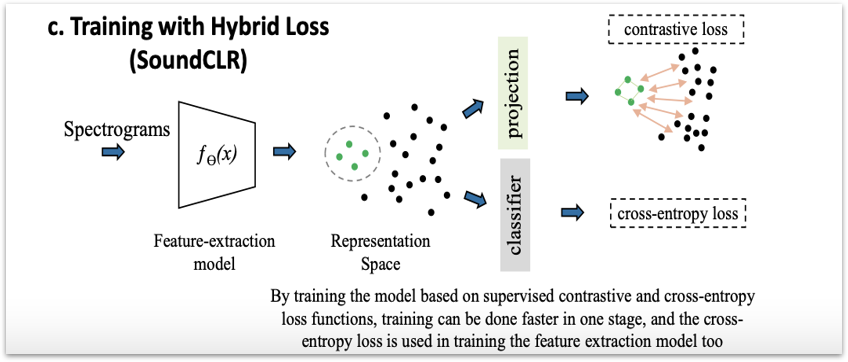 c. Training with Hybrid Loss
(SoundCLR)
Spectrograms
fΘ(x)
Feature-extraction
model
Representation
Space
projection
classifier
contrastive loss
cross-entropy loss
By training the model based on supervised contrastive and cross-entropy
loss functions, training can be done faster in one stage, and the cross-
entropy loss is used in training the feature extraction model too